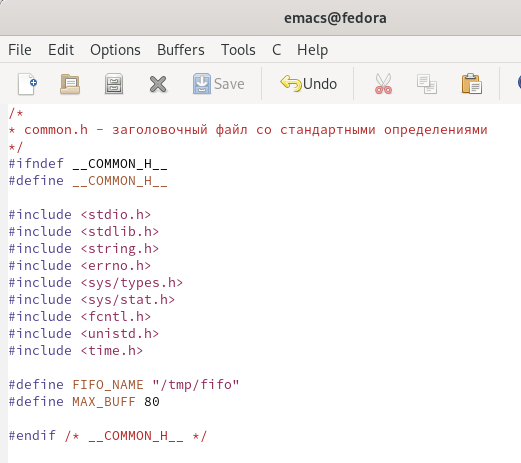 emacs@fedora
File Edit Options Buffers Tools C Help
Save Undo
/*
* common.h - заголовочный файл со стандартными определениями
*/
#ifndef __COMMON_H__
#define __COMMON_H__
#include <stdio.h>
#include <stdlib.h>
#include <string.h>
#include <errno.h>
#include <sys/types.h>
#include <sys/stat.h>
#include <fcntl.h>
#include <unistd.h>
#include <time.h>
#define FIFO_NAME "/tmp/fifo"
#define MAX_BUFF 80
#endif /* __COMMON_H__ */